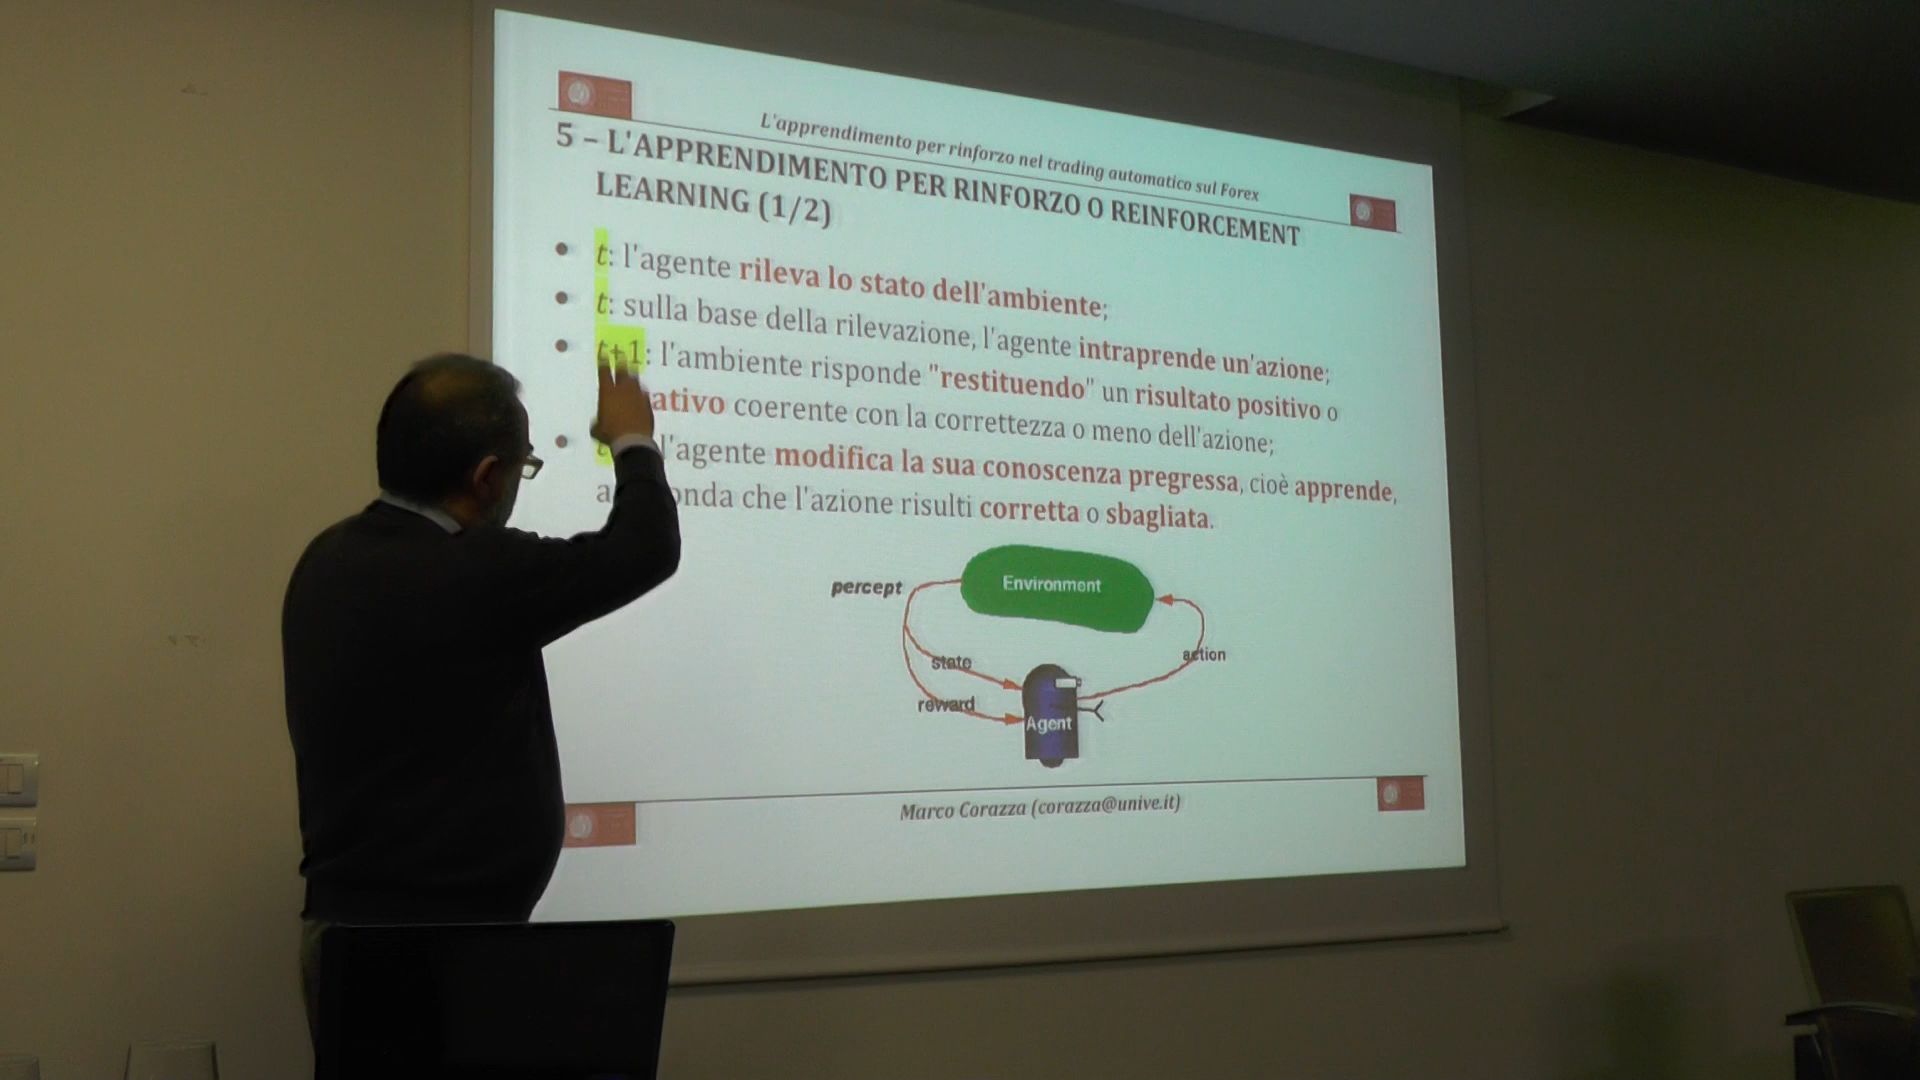 L'apprendimento per rinforzo nel trading automatico sul Forex
5 – L'APPRENDIMENTO PER RINFORZO O REINFORCEMENT
LEARNING (1/2)
• t: l'agente rileva lo stato dell'ambiente;
• t: sulla base della rilevazione, l'agente intraprende un'azione;
• t+1: l'ambiente risponde "restituendo" un risultato positivo o
ativo coerente con la correttezza o meno dell'azione;
• l'agente modifica la sua conoscenza pregressa, cioè apprende,
a onda che l'azione risulti corretta o sbagliata.
percept
Environment
state
action
reward
Agent
Marco Corazza (corazza@unive.it)